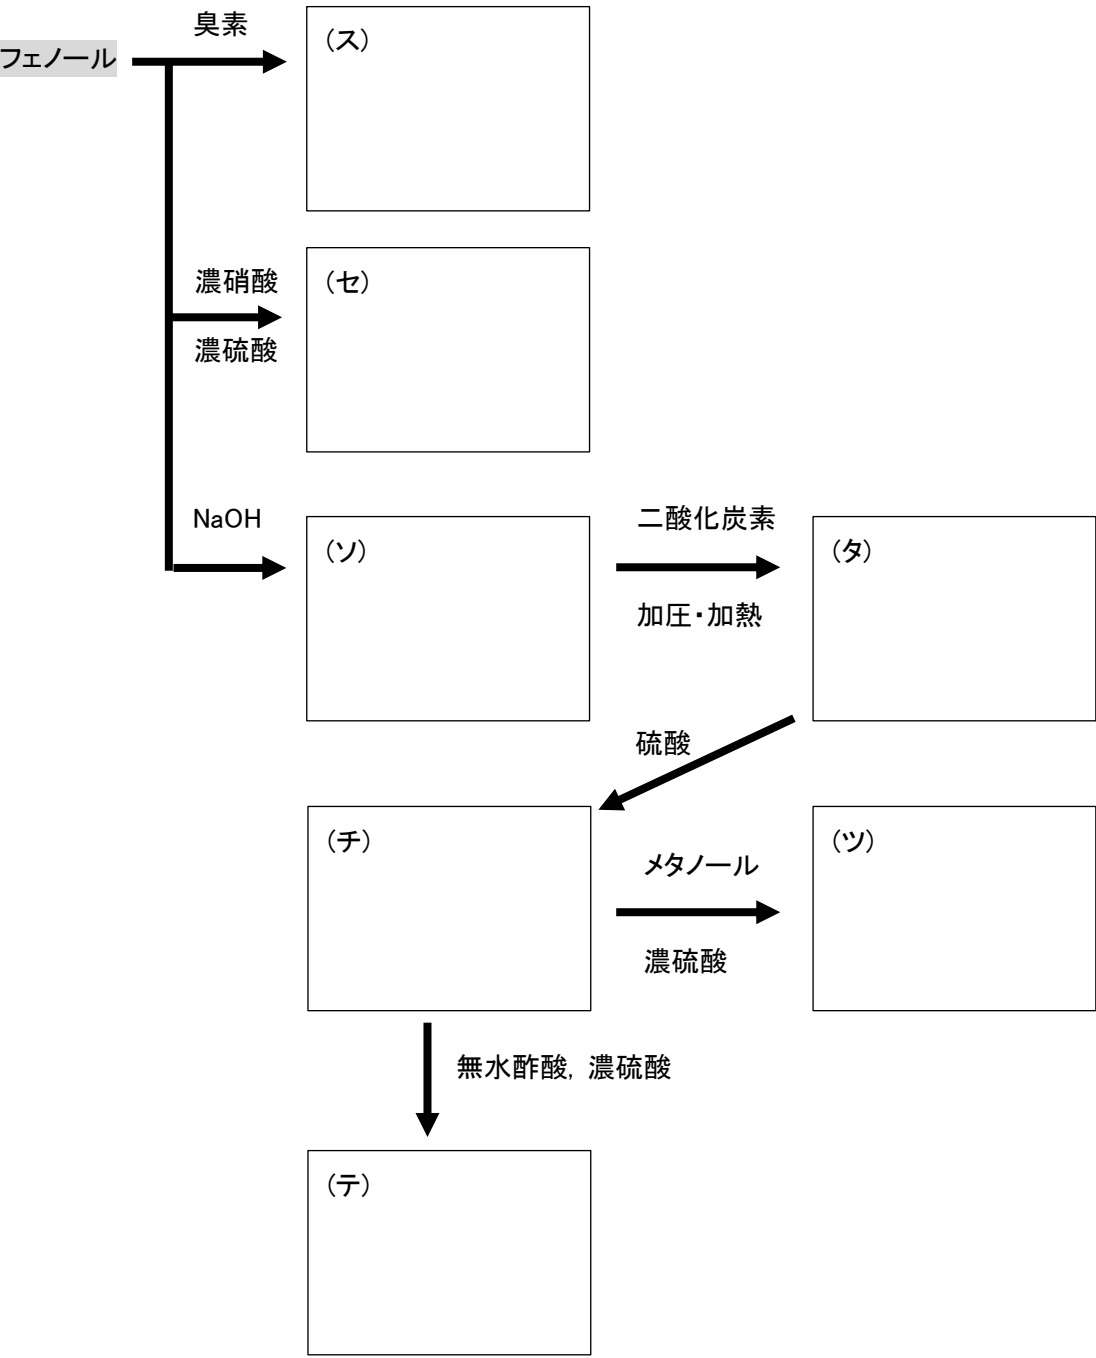 臭素
フェノール
(ス)
濃硝酸
濃硫酸
(セ)
NaOH
(ソ)
二酸化炭素
加圧・加熱
(タ)
硫酸
(チ)
メタノール
濃硫酸
(ツ)
無水酢酸, 濃硫酸
(テ)